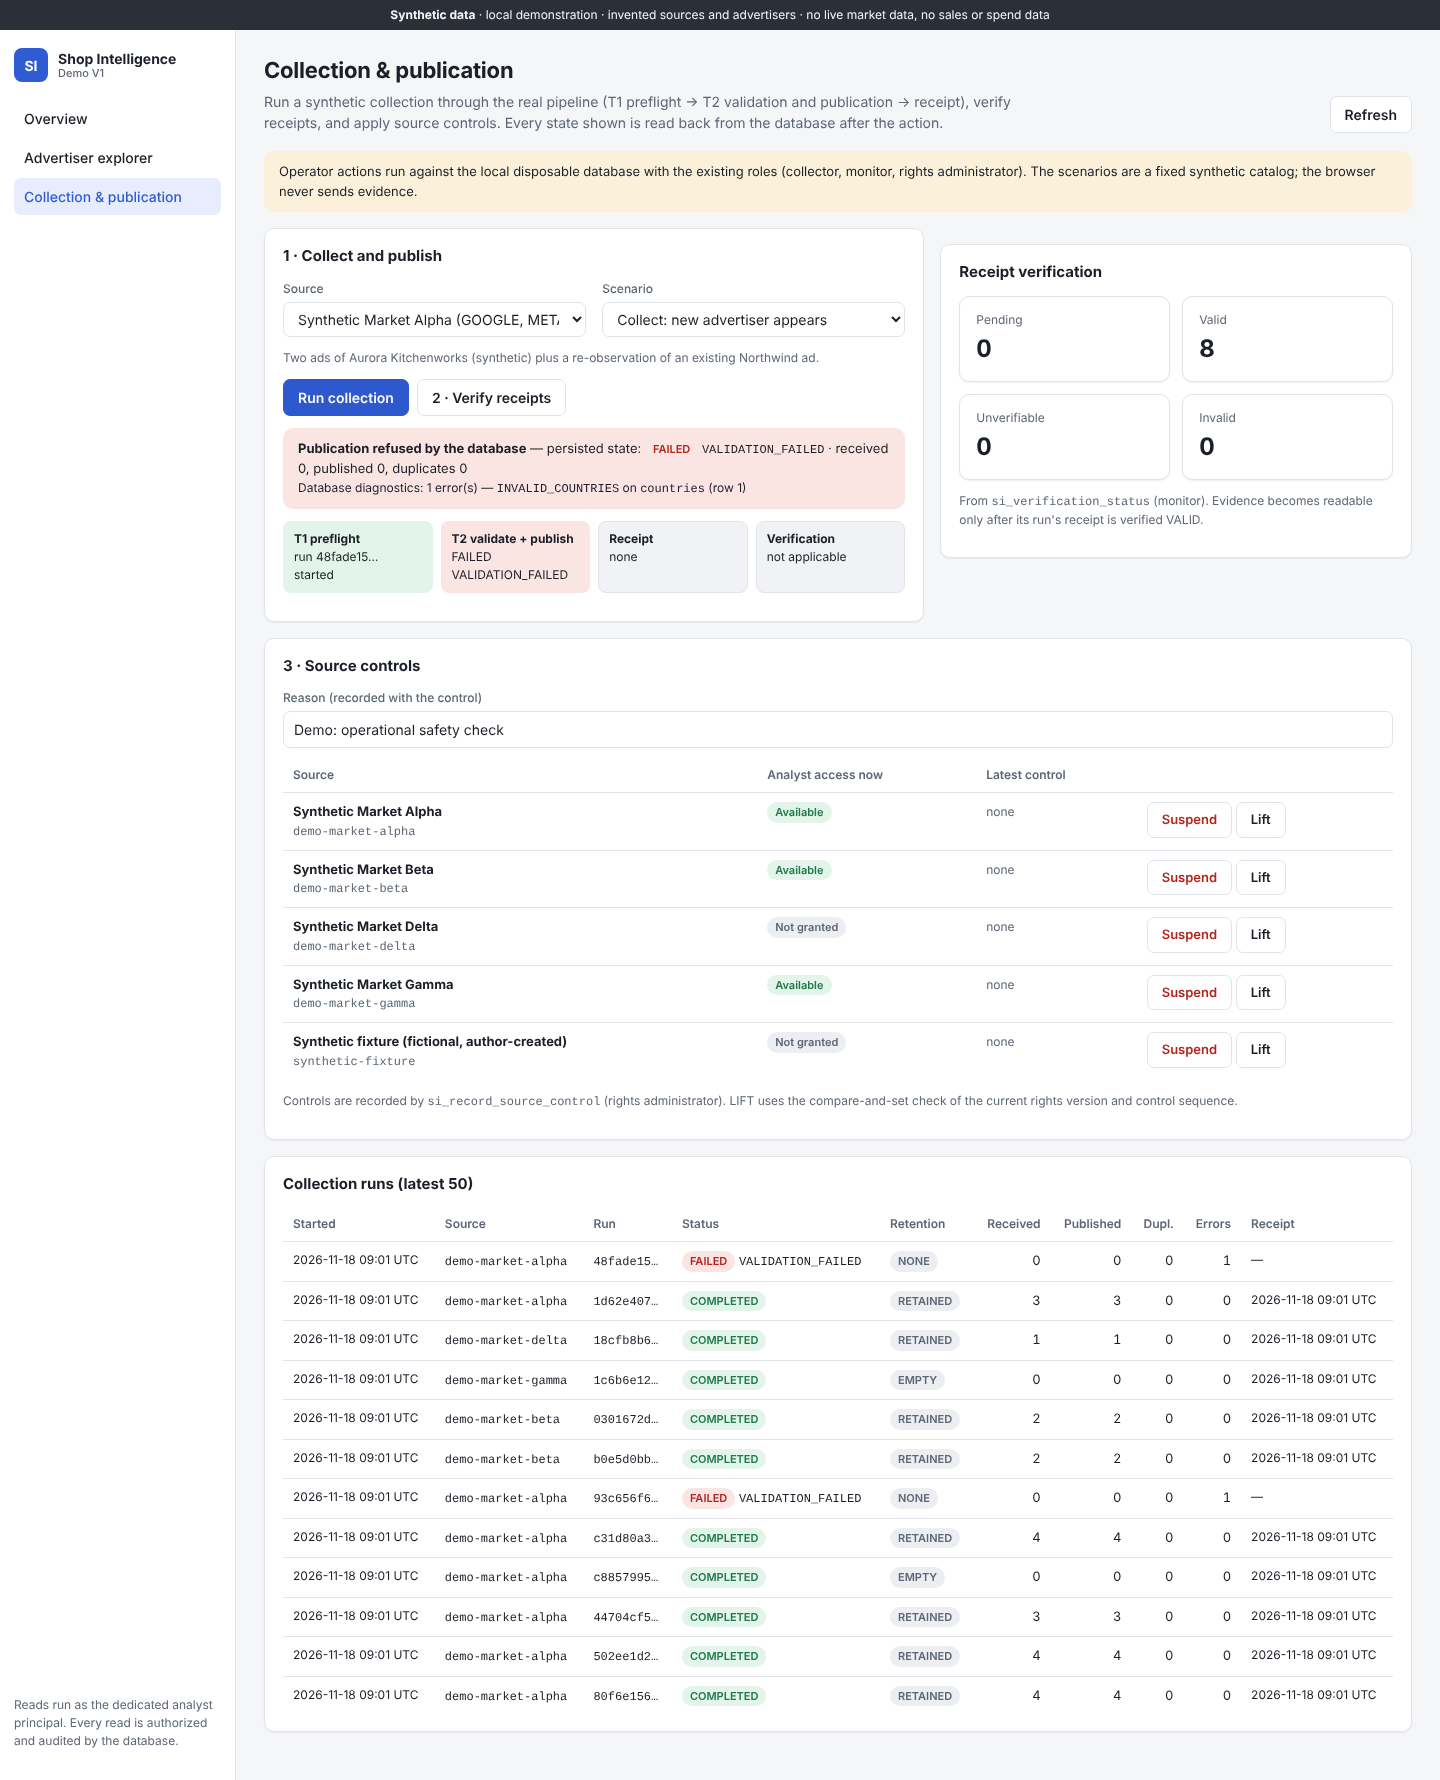 Synthetic data · local demonstration · invented sources and advertisers · no live market data, no sales or spend data
SI
Shop Intelligence
Demo V1
Overview
Advertiser explorer
Collection & publication
Collection & publication
Run a synthetic collection through the real pipeline (T1 preflight → T2 validation and publication → receipt), verify
receipts, and apply source controls. Every state shown is read back from the database after the action.
Refresh
Operator actions run against the local disposable database with the existing roles (collector, monitor, rights administrator). The scenarios are a fixed synthetic catalog; the browser
never sends evidence.
1 · Collect and publish
Source
Scenario
Synthetic Market Alpha (GOOGLE, META
Collect: new advertiser appears
Two ads of Aurora Kitchenworks (synthetic) plus a re-observation of an existing Northwind ad.
Run collection
2 · Verify receipts
Publication refused by the database — persisted state: FAILED VALIDATION_FAILED · received
0, published 0, duplicates 0
Database diagnostics: 1 error(s) — INVALID_COUNTRIES on countries (row 1)
T1 preflight
run 48fade15…
started
T2 validate + publish
FAILED
VALIDATION_FAILED
Receipt
none
Verification
not applicable
Receipt verification
Pending
0
Valid
8
Unverifiable
0
Invalid
0
From si_verification_status (monitor). Evidence becomes readable
only after its run's receipt is verified VALID.
3 · Source controls
Reason (recorded with the control)
Demo: operational safety check
Source Analyst access now Latest control
Synthetic Market Alpha Available none Suspend Lift
demo-market-alpha
Synthetic Market Beta Available none Suspend Lift
demo-market-beta
Synthetic Market Delta Not granted none Suspend Lift
demo-market-delta
Synthetic Market Gamma Available none Suspend Lift
demo-market-gamma
Synthetic fixture (fictional, author-created) Not granted none Suspend Lift
synthetic-fixture
Controls are recorded by si_record_source_control (rights administrator). LIFT uses the compare-and-set check of the current rights version and control sequence.
Collection runs (latest 50)
Started Source Run Status Retention Received Published Dupl. Errors Receipt
2026-11-18 09:01 UTC demo-market-alpha 48fade15… FAILED VALIDATION_FAILED NONE 0 0 0 1 —
2026-11-18 09:01 UTC demo-market-alpha 1d62e407… COMPLETED RETAINED 3 3 0 0 2026-11-18 09:01 UTC
2026-11-18 09:01 UTC demo-market-delta 18cfb8b6… COMPLETED RETAINED 1 1 0 0 2026-11-18 09:01 UTC
2026-11-18 09:01 UTC demo-market-gamma 1c6b6e12… COMPLETED EMPTY 0 0 0 0 2026-11-18 09:01 UTC
2026-11-18 09:01 UTC demo-market-beta 0301672d… COMPLETED RETAINED 2 2 0 0 2026-11-18 09:01 UTC
2026-11-18 09:01 UTC demo-market-beta b0e5d0bb… COMPLETED RETAINED 2 2 0 0 2026-11-18 09:01 UTC
2026-11-18 09:01 UTC demo-market-alpha 93c656f6… FAILED VALIDATION_FAILED NONE 0 0 0 1 —
2026-11-18 09:01 UTC demo-market-alpha c31d80a3… COMPLETED RETAINED 4 4 0 0 2026-11-18 09:01 UTC
2026-11-18 09:01 UTC demo-market-alpha c8857995… COMPLETED EMPTY 0 0 0 0 2026-11-18 09:01 UTC
2026-11-18 09:01 UTC demo-market-alpha 44704cf5… COMPLETED RETAINED 3 3 0 0 2026-11-18 09:01 UTC
2026-11-18 09:01 UTC demo-market-alpha 502ee1d2… COMPLETED RETAINED 4 4 0 0 2026-11-18 09:01 UTC
2026-11-18 09:01 UTC demo-market-alpha 80f6e156… COMPLETED RETAINED 4 4 0 0 2026-11-18 09:01 UTC
Reads run as the dedicated analyst
principal. Every read is authorized
and audited by the database.